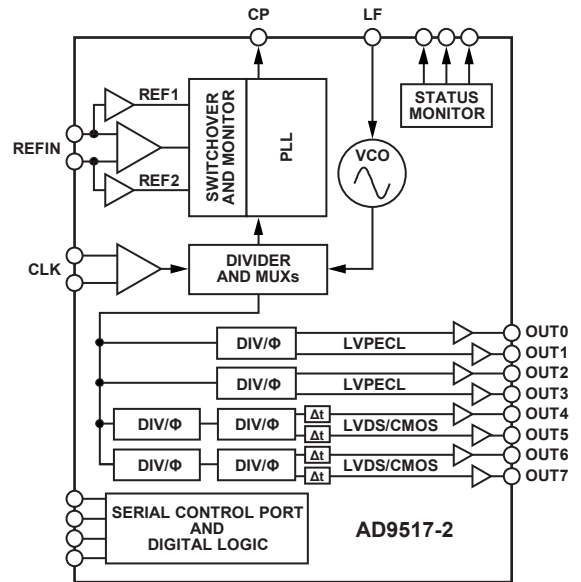 CP
LF
REF1
REFIN
REF2
SWITCHOVER
AND MONITOR
PLL
VCO
STATUS
MONITOR
CLK
DIVIDER
AND MUXs
DIV/Φ
LVPECL
OUT0
OUT1
DIV/Φ
LVPECL
OUT2
OUT3
DIV/Φ
DIV/Φ
Δt
Δt
LVDS/CMOS
OUT4
OUT5
DIV/Φ
DIV/Φ
Δt
Δt
LVDS/CMOS
OUT6
OUT7
SERIAL CONTROL PORT
AND
DIGITAL LOGIC
AD9517-2